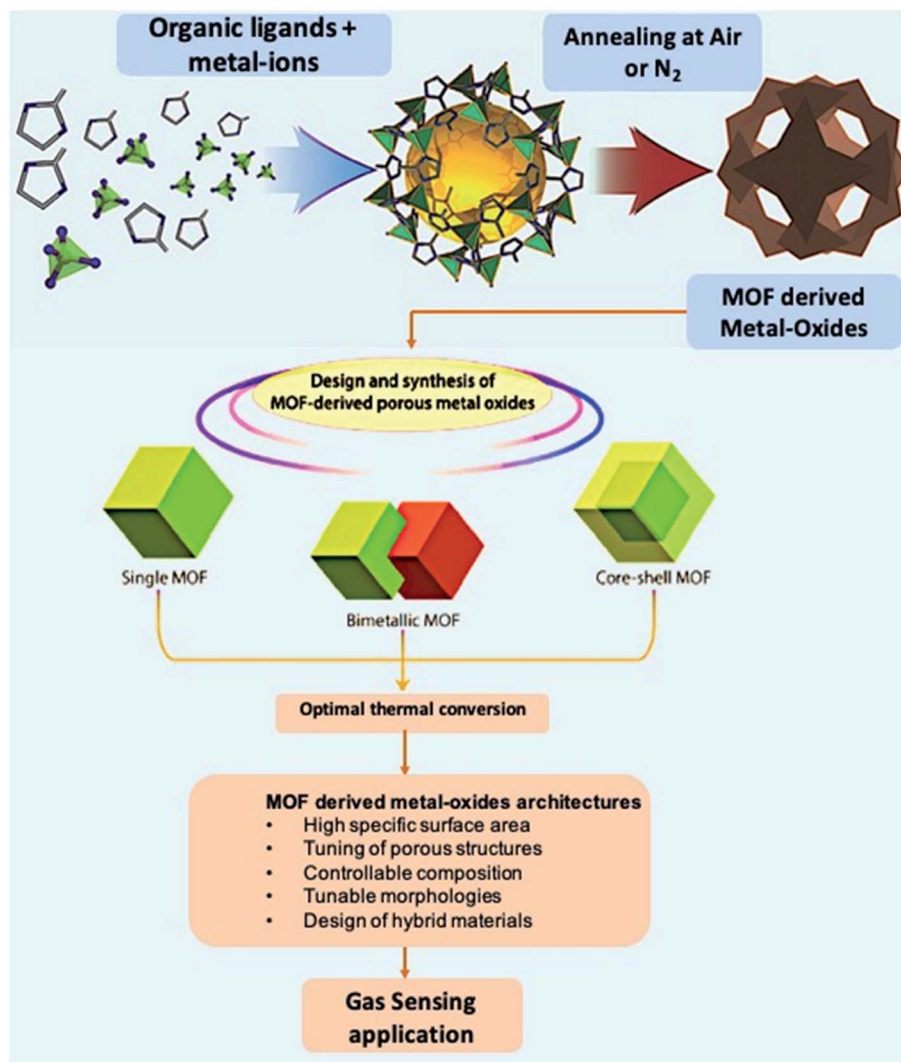 Organic ligands +
metal-ions
Annealing at Air
or N₂
MOF derived
Metal-Oxides
Design and synthesis of
MOF-derived porous metal oxides
Single MOF
Bimetallic MOF
Core-shell MOF
Optimal thermal conversion
MOF derived metal-oxides architectures
• High specific surface area
• Tuning of porous structures
• Controllable composition
• Tunable morphologies
• Design of hybrid materials
Gas Sensing
application